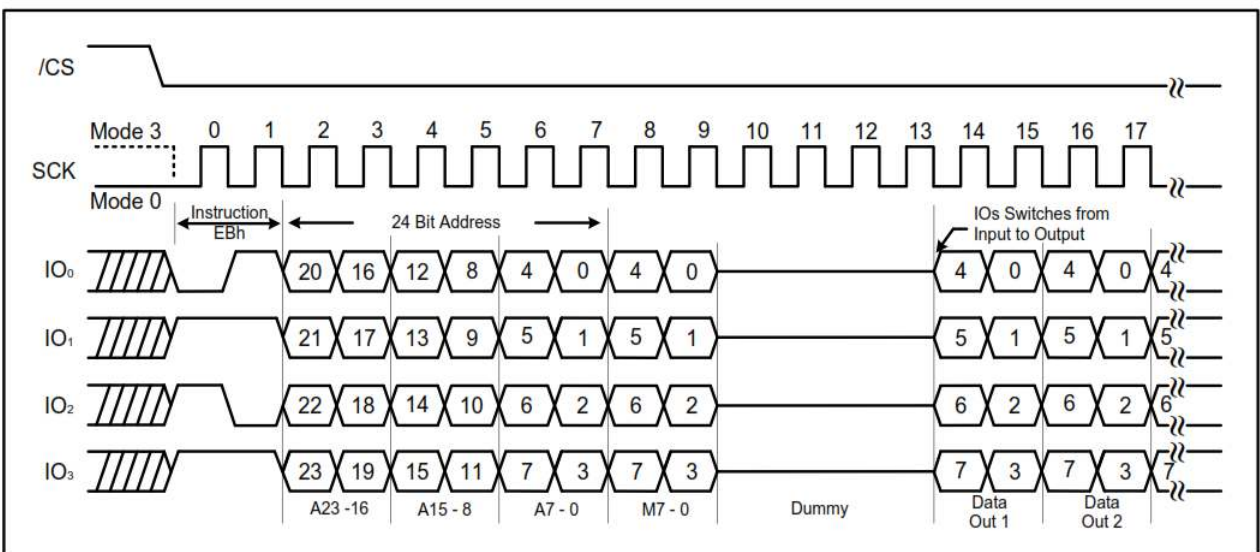 /CS
Mode 3 0 1 2 3 4 5 6 7 8 9 10 11 12 13 14 15 16 17
SCK
Mode 0
Instruction
EBh
24 Bit Address
IOs Switches from
Input to Output
IO₀ 20 16 12 8 4 0 4 0 4 0 4 0 4
IO₁ 21 17 13 9 5 1 5 1 5 1 5 1 5
IO₂ 22 18 14 10 6 2 6 2 6 2 6 2 6
IO₃ 23 19 15 11 7 3 7 3 7 3 7 3 7
A23 -16 A15 - 8 A7 - 0 M7 - 0 Dummy
Data
Out 1
Data
Out 2